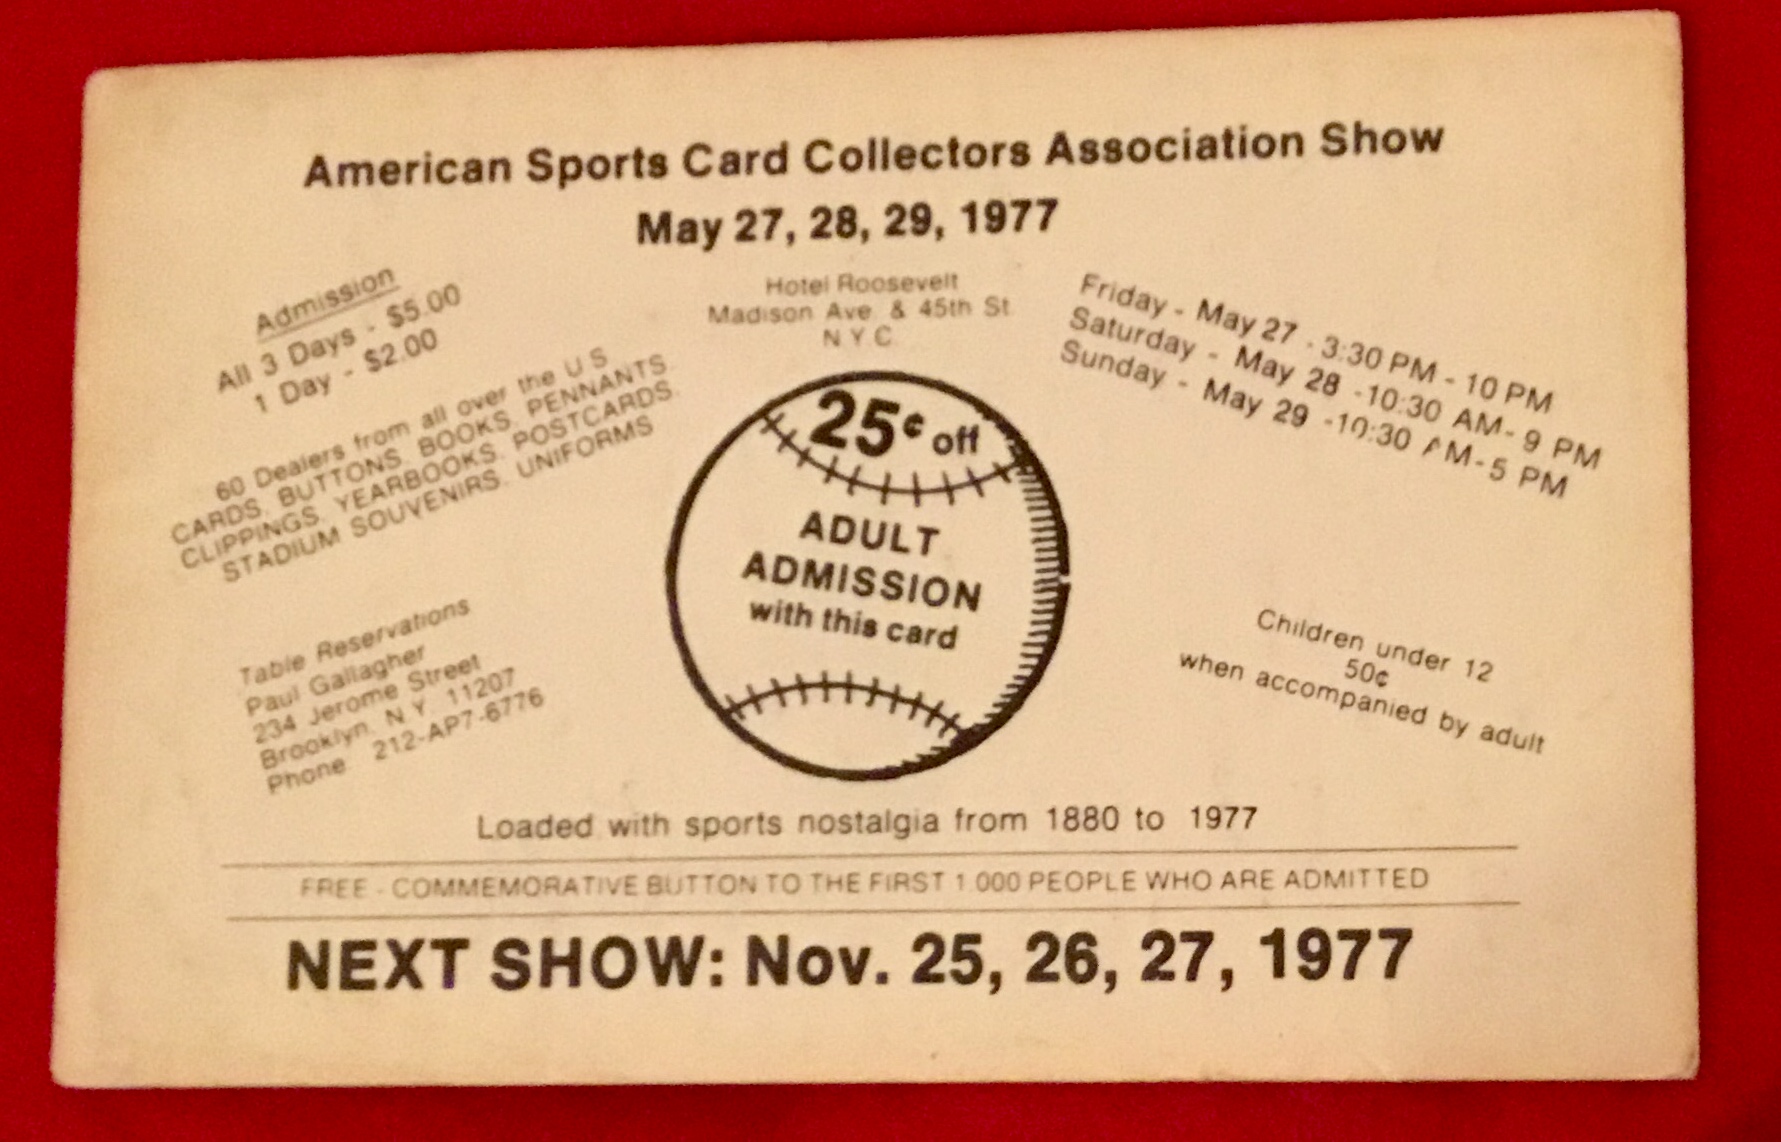 American Sports Card Collectors Association Show
May 27, 28, 29, 1977
Hotel Roosevelt
Madison Ave. & 45th St.
N.Y.C.
Admission
All 3 Days - $5.00
1 Day - $2.00
60 Dealers from all over the U.S.
CARDS, BUTTONS, BOOKS, PENNANTS
CLIPPINGS, YEARBOOKS, POSTCARDS,
STADIUM SOUVENIRS, UNIFORMS
Table Reservations
Paul Gallagher
234 Jerome Street
Brooklyn, N.Y. 11207
Phone 212-AP7-6776
25¢ off
ADULT
ADMISSION
with this card
Friday - May 27 - 3:30 PM - 10 PM
Saturday - May 28 -10:30 AM- 9 PM
Sunday - May 29 -10:30 AM-5 PM
Children under 12
50¢
when accompanied by adult
Loaded with sports nostalgia from 1880 to 1977
FREE - COMMEMORATIVE BUTTON TO THE FIRST 1,000 PEOPLE WHO ARE ADMITTED
NEXT SHOW: Nov. 25, 26, 27, 1977